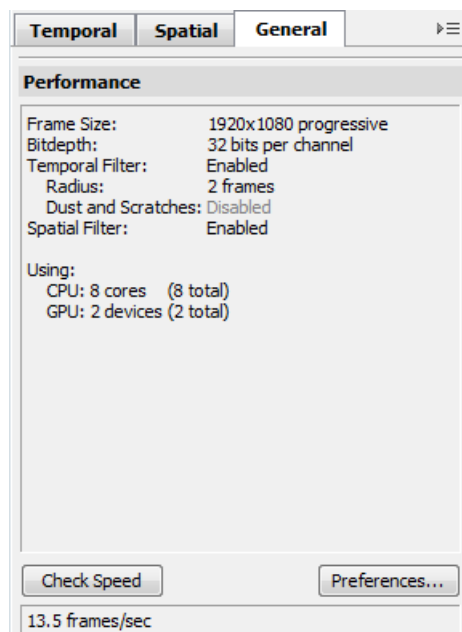 Temporal Spatial General
Performance
Frame Size: 1920x1080 progressive
Bitdepth: 32 bits per channel
Temporal Filter: Enabled
Radius: 2 frames
Dust and Scratches: Disabled
Spatial Filter: Enabled
Using:
CPU: 8 cores (8 total)
GPU: 2 devices (2 total)
Check Speed Preferences...
13.5 frames/sec